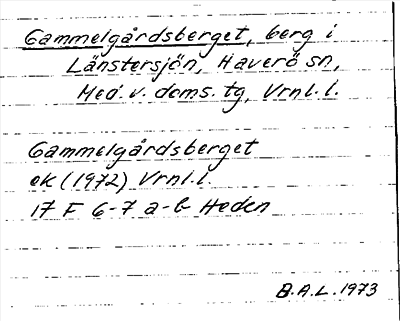 Gammelgårdsberget, berg i
Länstersjön, Haverö sn,
Med. v. doms. tg, Vrnl. l.
Gammelgårdsberget
ek (1972) Vrnl. l.
17 F 6-7 a-b Heden
B.A.L. 1973